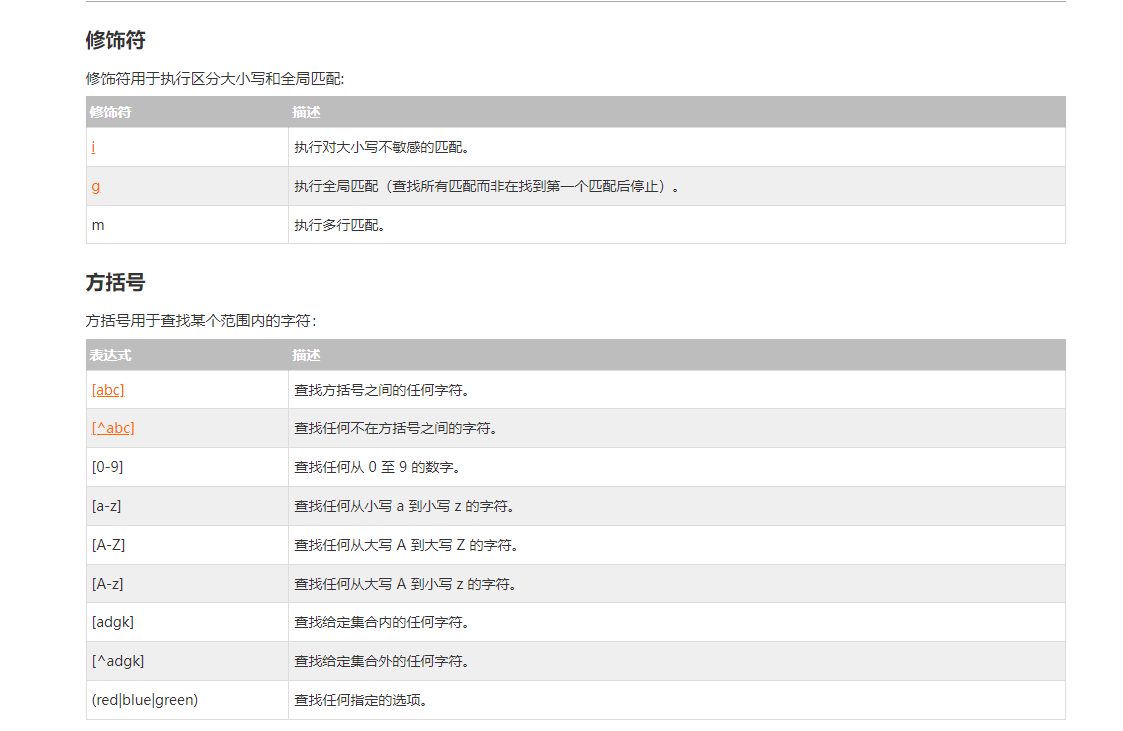 修饰符
修饰符用于执行区分大小写和全局匹配:
修饰符 描述
i 执行对大小写不敏感的匹配。
g 执行全局匹配（查找所有匹配而非在找到第一个匹配后停止）。
m 执行多行匹配。
方括号
方括号用于查找某个范围内的字符：
表达式 描述
[abc] 查找方括号之间的任何字符。
[^abc] 查找任何不在方括号之间的字符。
[0-9] 查找任何从 0 至 9 的数字。
[a-z] 查找任何从小写 a 到小写 z 的字符。
[A-Z] 查找任何从大写 A 到大写 Z 的字符。
[A-z] 查找任何从大写 A 到小写 z 的字符。
[adgk] 查找给定集合内的任何字符。
[^adgk] 查找给定集合外的任何字符。
(red|blue|green) 查找任何指定的选项。